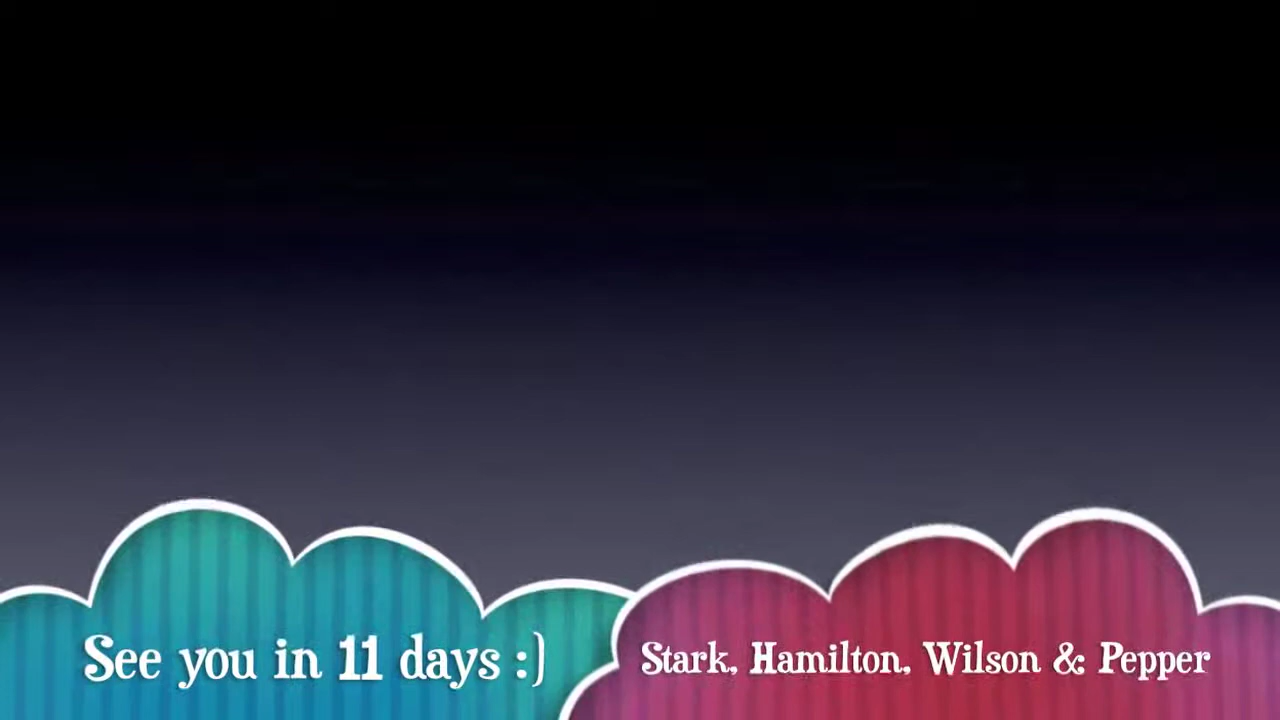 See you in 11 days :)
Stark, Hamilton, Wilson & Pepper